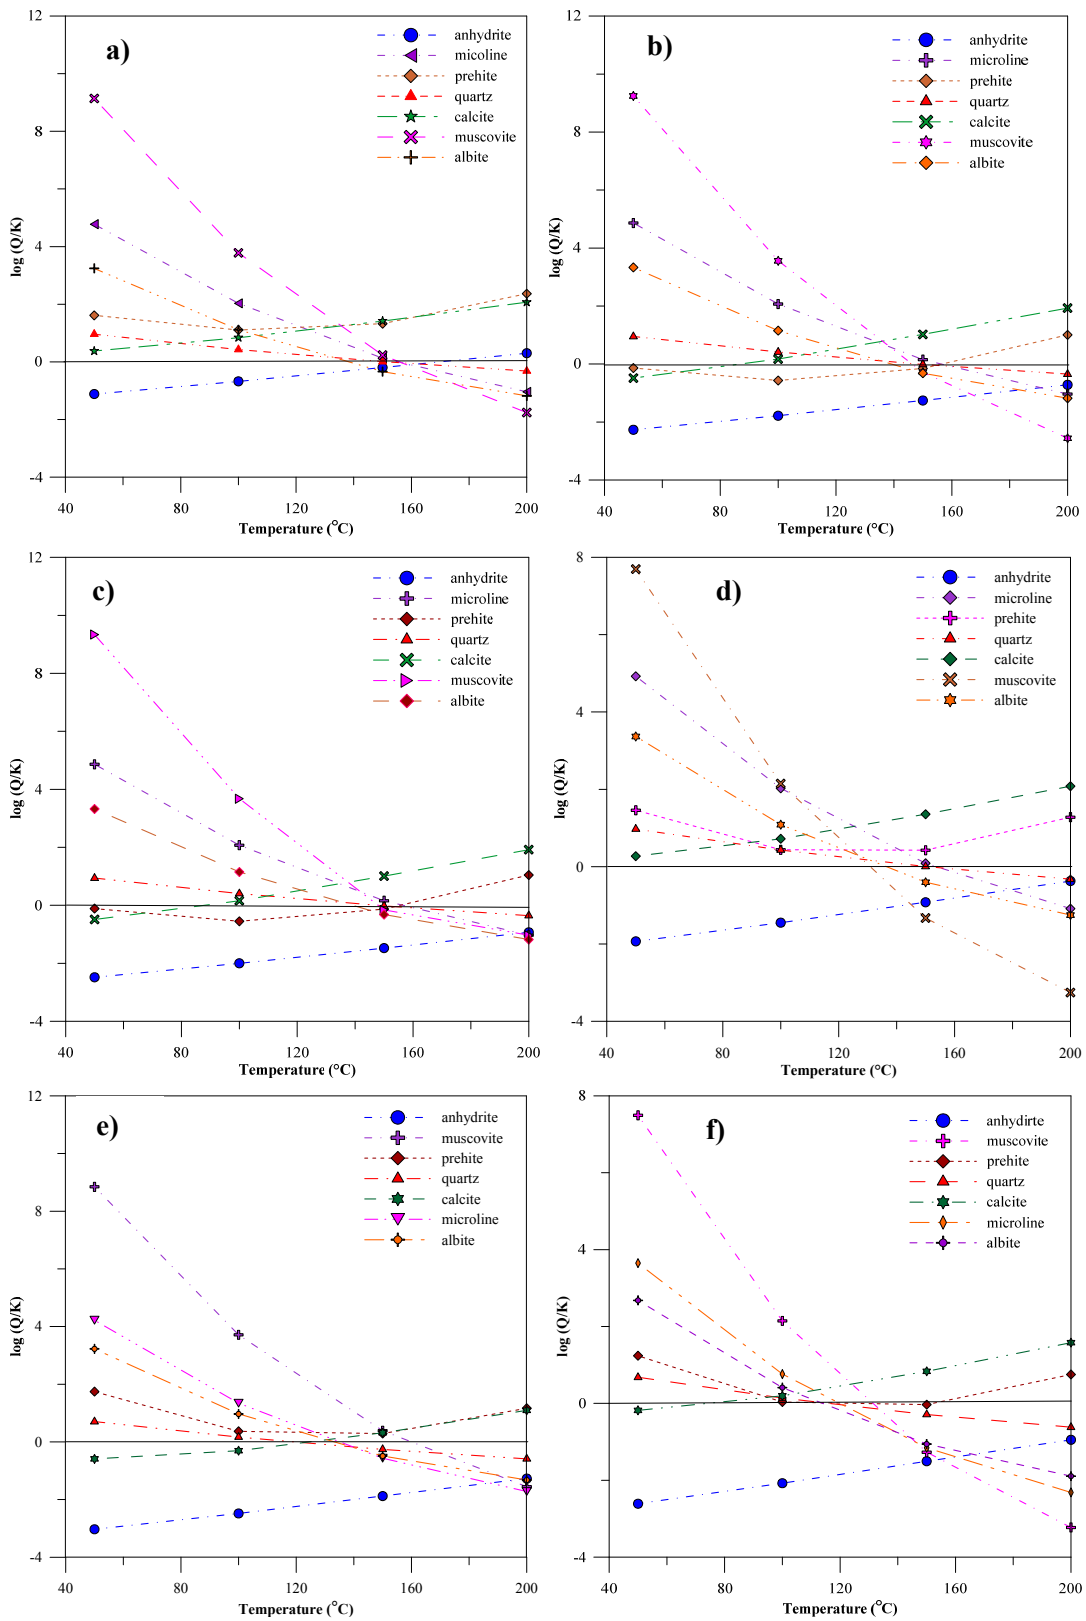 a)
anhydrite
micoline
prehite
quartz
calcite
muscovite
albite
12
8
4
0
-4
log (Q/K)
40 80 120 160 200
Temperature (°C)
b)
anhydrite
microline
prehite
quartz
calcite
muscovite
albite
12
8
4
0
-4
log (Q/K)
40 80 120 160 200
Temperature (°C)
c)
anhydrite
microline
prehite
quartz
calcite
muscovite
albite
12
8
4
0
-4
log (Q/K)
40 80 120 160 200
Temperature (°C)
d)
anhydrite
microline
prehite
quartz
calcite
muscovite
albite
8
4
0
-4
log (Q/K)
40 80 120 160 200
Temperature (°C)
e)
anhydrite
muscovite
prehite
quartz
calcite
microline
albite
12
8
4
0
-4
log (Q/K)
40 80 120 160 200
Temperature (°C)
f)
anhydirte
muscovite
prehite
quartz
calcite
microline
albite
8
4
0
-4
log (Q/K)
40 80 120 160 200
Temperature (°C)